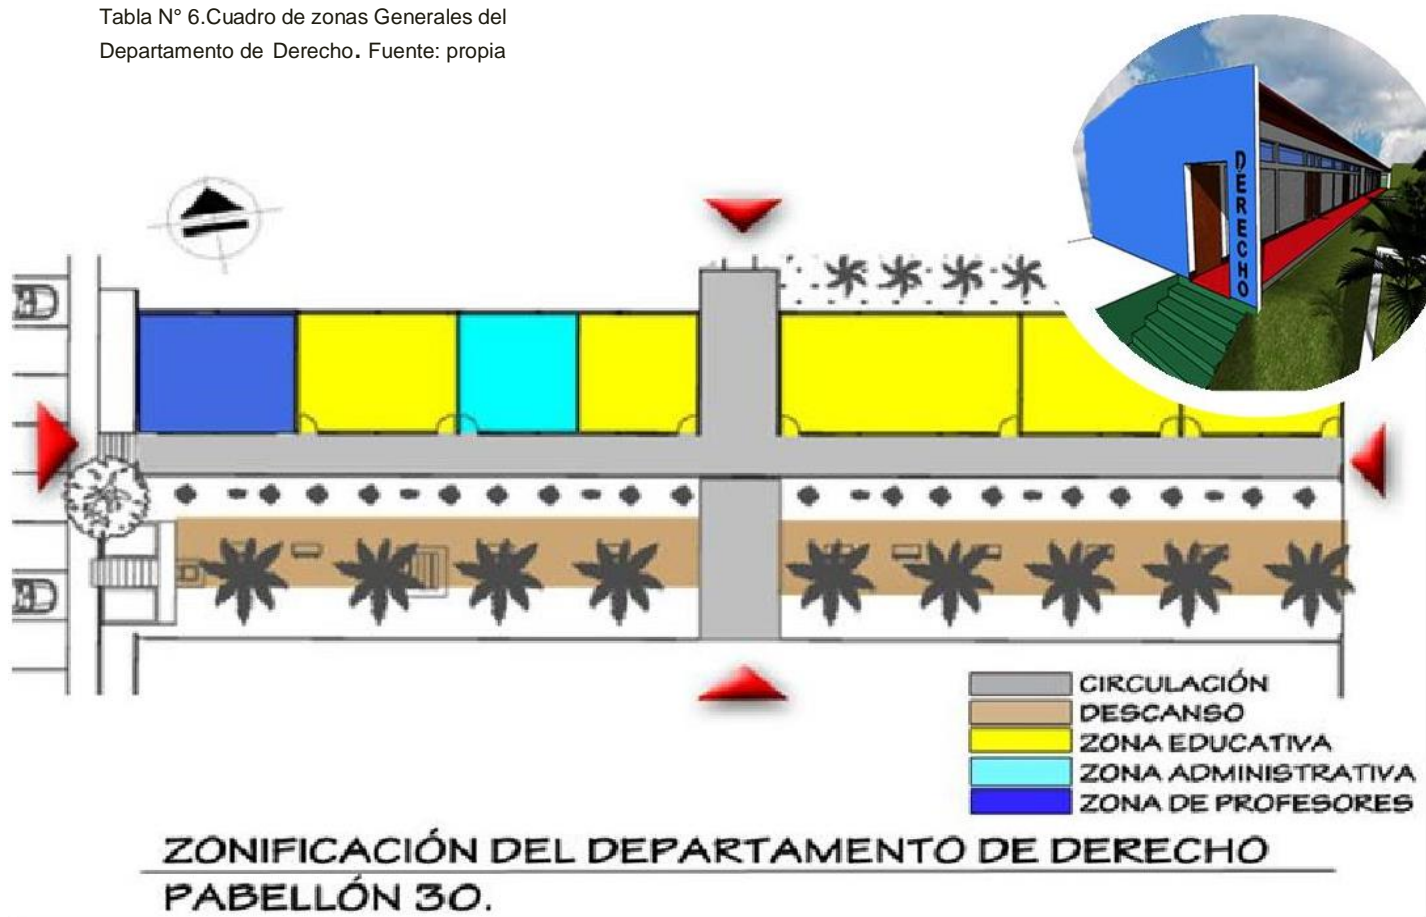 Tabla N° 6.Cuadro de zonas Generales del
Departamento de Derecho. Fuente: propia
DERECHO
CIRCULACIÓN
DESCANSO
ZONA EDUCATIVA
ZONA ADMINISTRATIVA
ZONA DE PROFESORES
ZONIFICACIÓN DEL DEPARTAMENTO DE DERECHO
PABELLÓN 30.